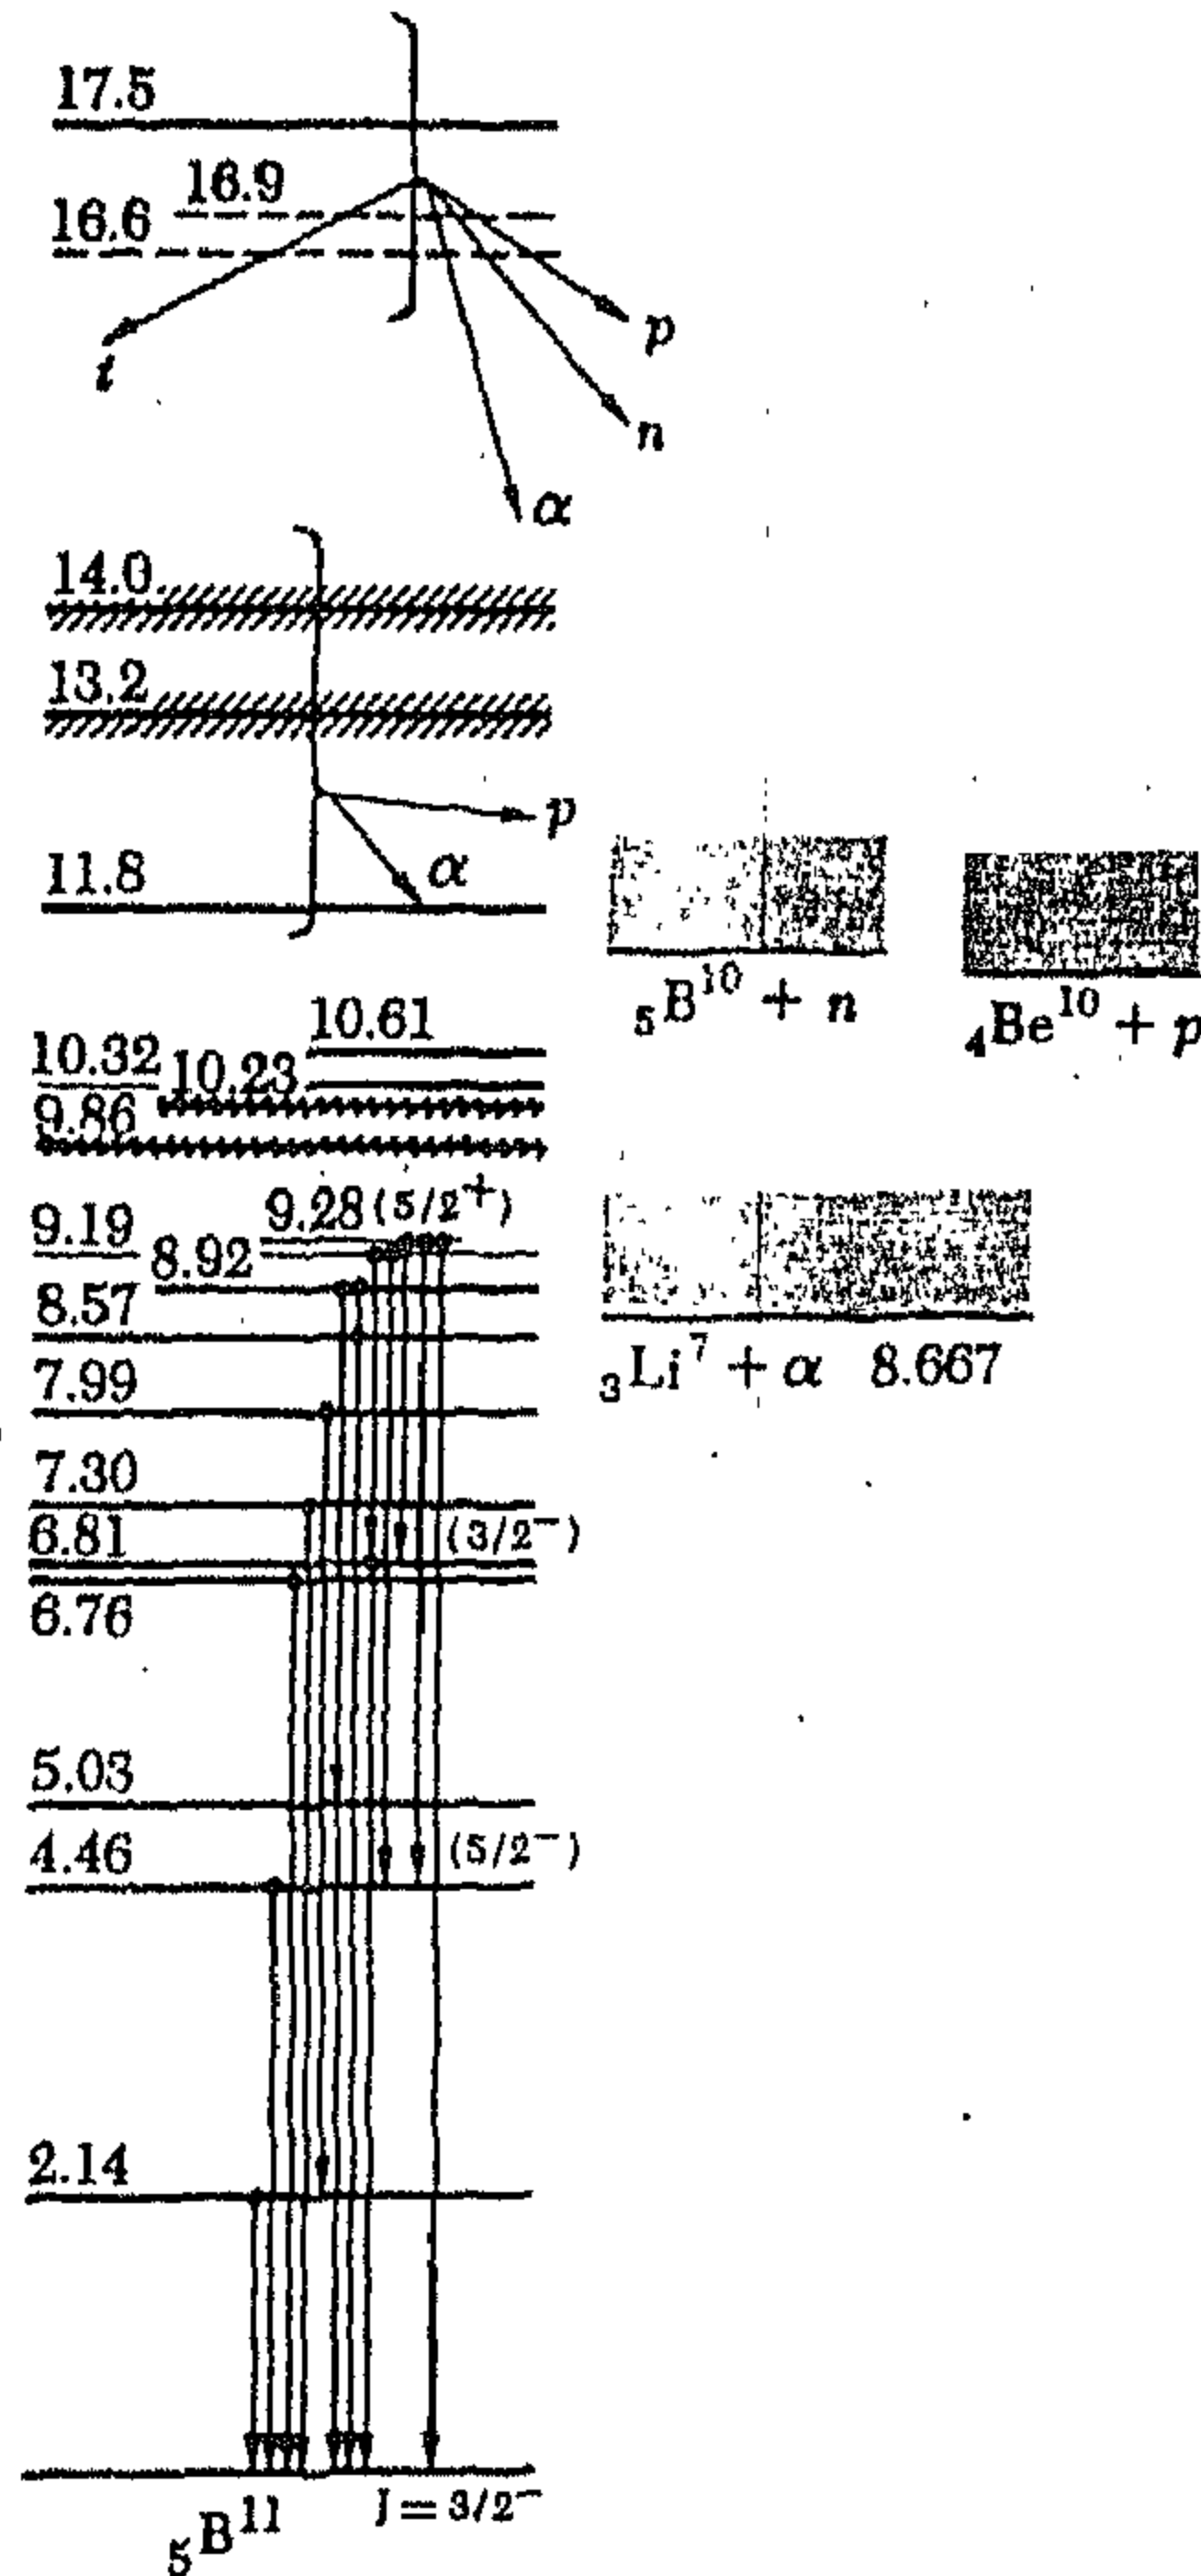 17.5
16.9
16.6
t
p
n
α
14.0
13.2
p
α
11.8
₅B¹⁰ + n
₄Be¹⁰ + p
10.61
10.32
10.23
9.86
9.28 (5/2⁺)
9.19
8.92
8.57
₃Li⁷ + α 8.667
7.99
7.30
6.81 (3/2⁻)
6.76
5.03
4.46 (5/2⁻)
2.14
₅B¹¹ J = 3/2⁻